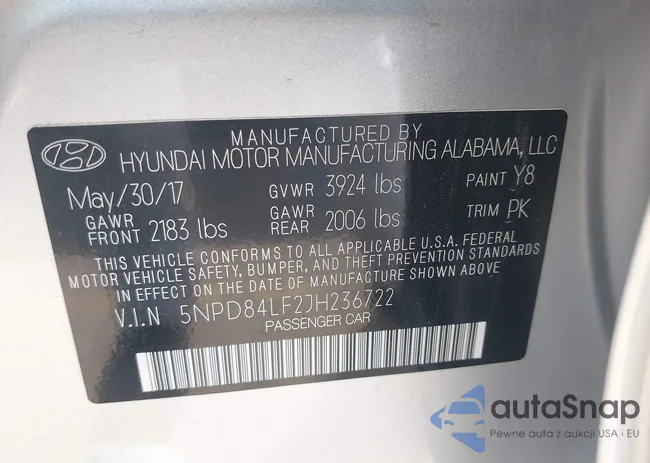 MANUFACTURED BY
HYUNDAI MOTOR MANUFACTURING ALABAMA, LLC
May/30/17 GVWR 3924 lbs PAINT Y8
GAWR FRONT 2183 lbs GAWR REAR 2006 lbs TRIM PK
THIS VEHICLE CONFORMS TO ALL APPLICABLE U.S.A. FEDERAL
MOTOR VEHICLE SAFETY, BUMPER, AND THEFT PREVENTION STANDARDS
IN EFFECT ON THE DATE OF MANUFACTURE SHOWN ABOVE
V.I.N 5NPD84LF2JH236722
PASSENGER CAR
autaSnap
Pewne auta z aukcji USA i EU